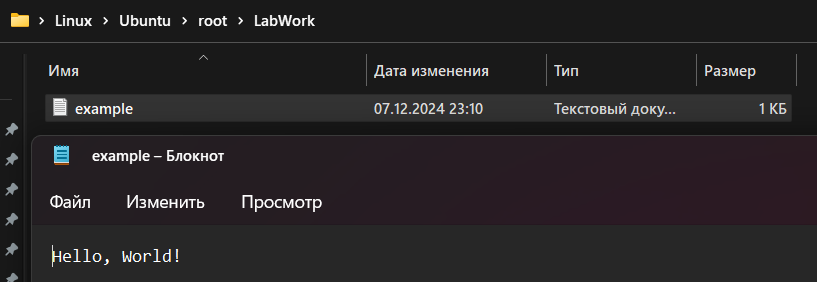 Linux > Ubuntu > root > LabWork
Имя Дата изменения Тип Размер
example 07.12.2024 23:10 Текстовый доку... 1 КБ
example – Блокнот
Файл Изменить Просмотр
Hello, World!